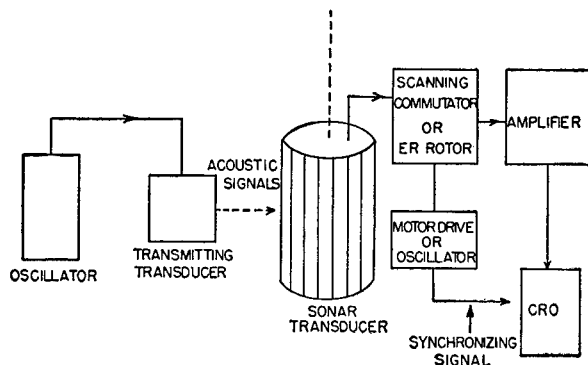 SCANNING
COMMUTATOR
OR
ER ROTOR
AMPLIFIER
ACOUSTIC
SIGNALS
OSCILLATOR
TRANSMITTING
TRANSDUCER
MOTOR DRIVE
OR
OSCILLATOR
SONAR
TRANSDUCER
CRO
SYNCHRONIZING
SIGNAL